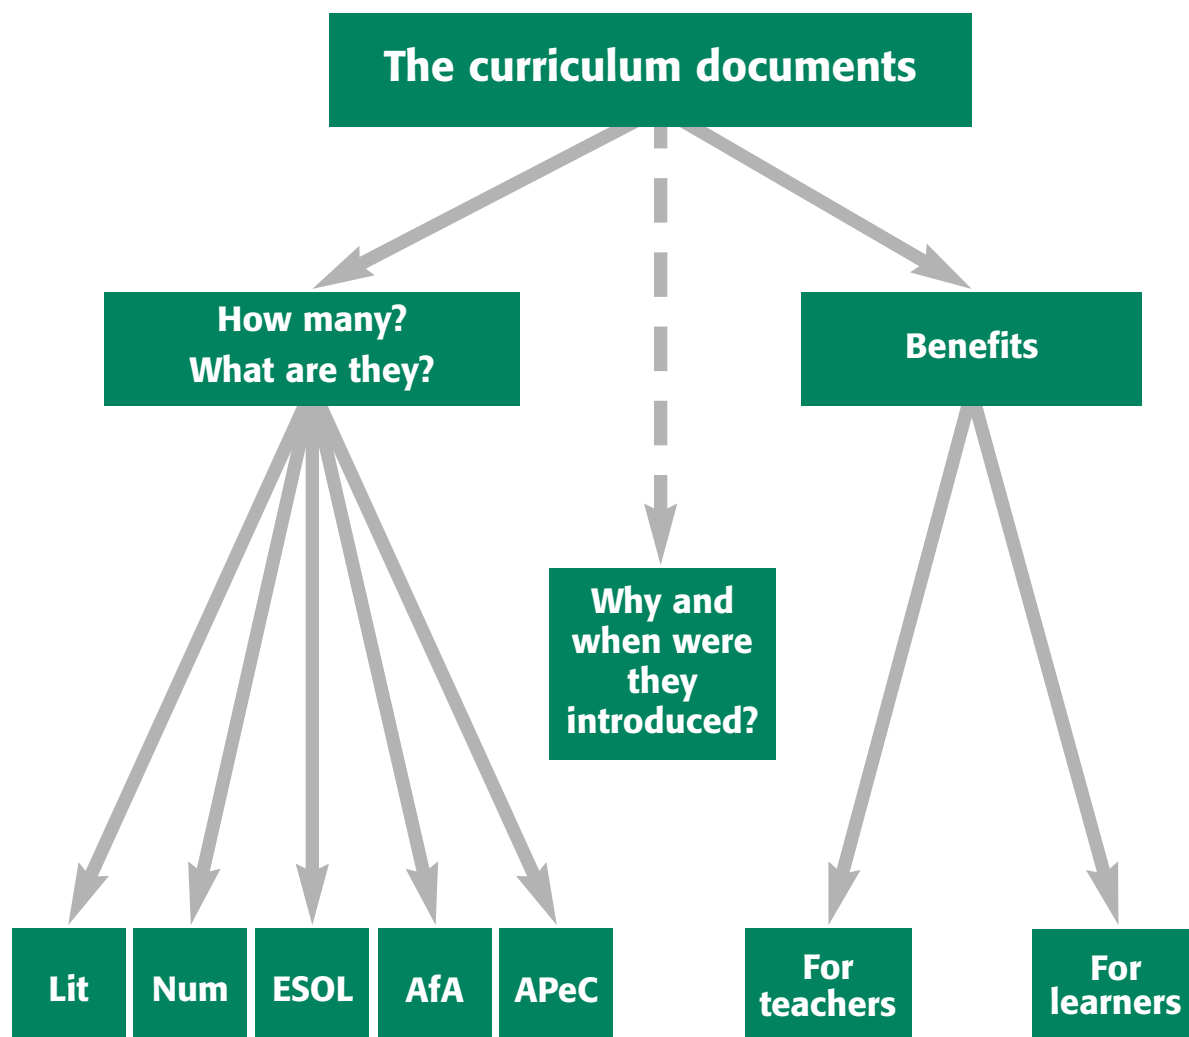 The curriculum documents
How many?
What are they?
Benefits
Why and
when were
they
introduced?
Lit
Num
ESOL
AfA
APeC
For
teachers
For
learners